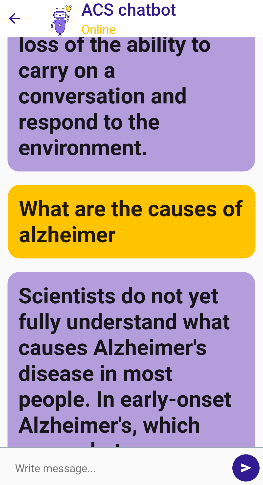 ACS chatbot
Online
loss of the ability to
carry on a
conversation and
respond to the
environment.
What are the causes of
alzheimer
Scientists do not yet
fully understand what
causes Alzheimer's
disease in most
people. In early-onset
Alzheimer's, which
Write message...